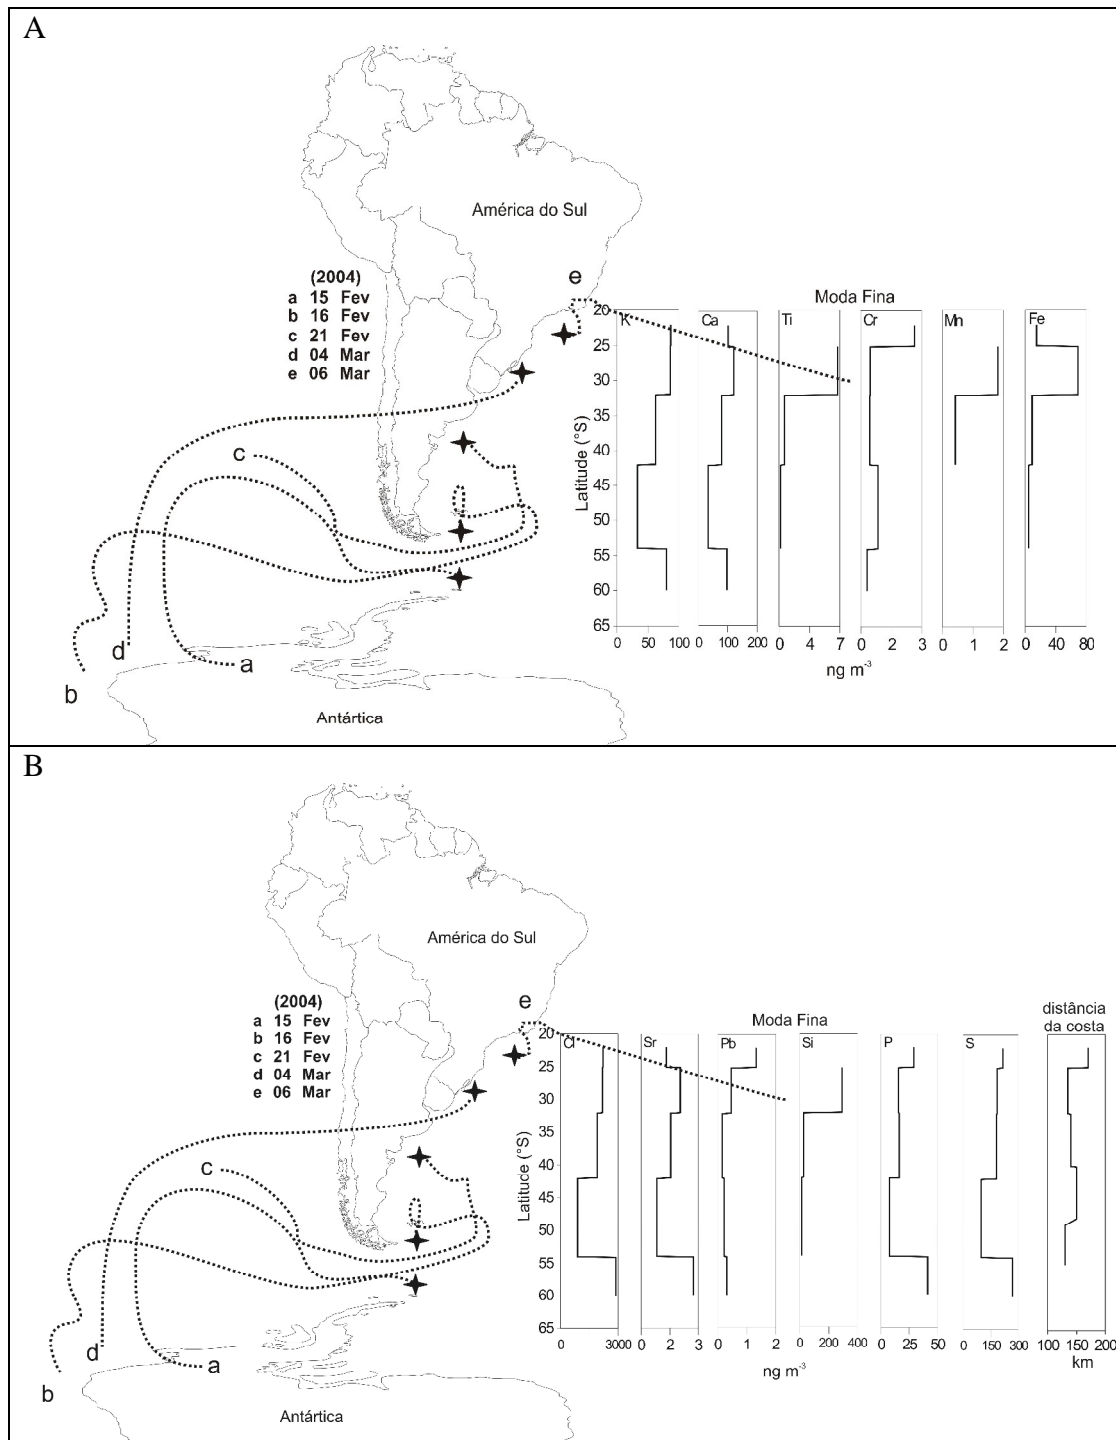 A
América do Sul
e
(2004)
a 15 Fev
b 16 Fev
c 21 Fev
d 04 Mar
e 06 Mar
c
d
a
b
Antártica
Moda Fina
K Ca Ti Cr Mn Fe
Latitude (°S)
20
25
30
35
40
45
50
55
60
65
0 50 100 0 100 200 0 4 7 0 1 2 3 0 1 2 0 40 80
ng m⁻³
B
América do Sul
e
(2004)
a 15 Fev
b 16 Fev
c 21 Fev
d 04 Mar
e 06 Mar
c
d
a
b
Antártica
distância
da costa
Moda Fina
Cl Sr Pb Si P S
Latitude (°S)
20
25
30
35
40
45
50
55
60
65
0 3000 0 1 2 3 0 1 2 0 200 400 0 25 50 0 150 300 100 150 200
ng m⁻³
km